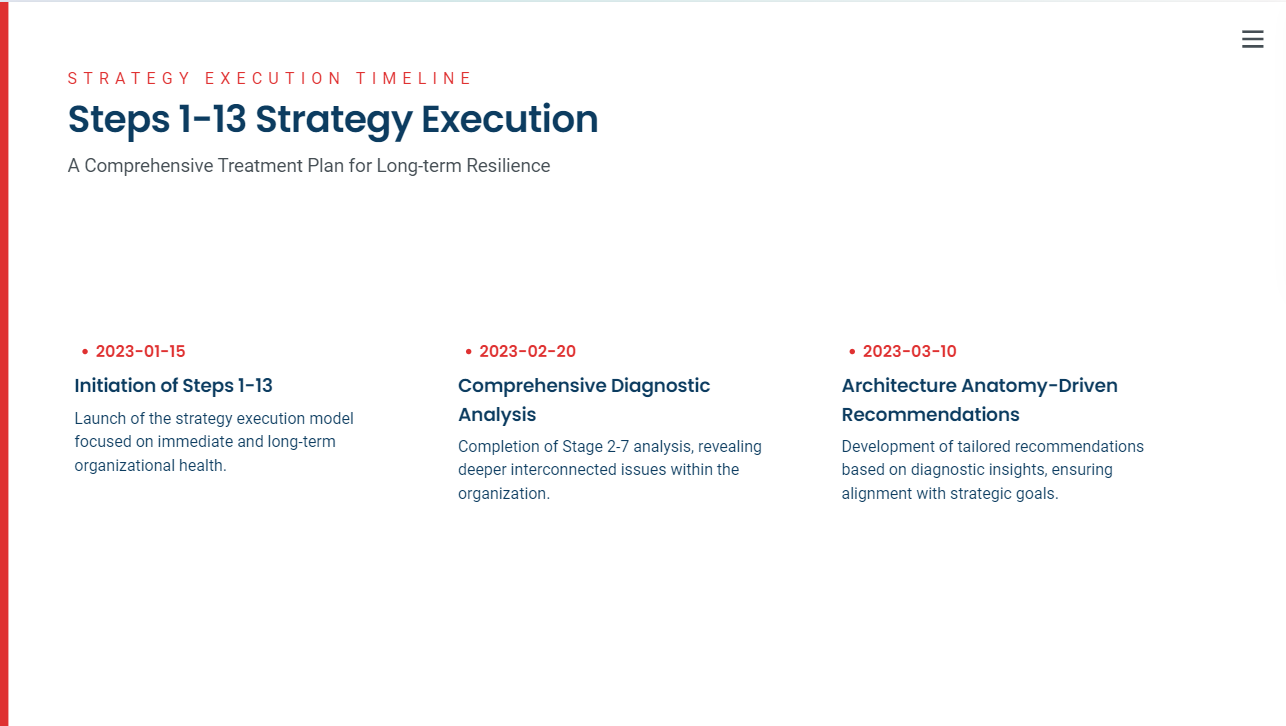 STRATEGY EXECUTION TIMELINE
Steps 1-13 Strategy Execution
A Comprehensive Treatment Plan for Long-term Resilience
• 2023-01-15
Initiation of Steps 1-13
Launch of the strategy execution model
focused on immediate and long-term
organizational health.
• 2023-02-20
Comprehensive Diagnostic
Analysis
Completion of Stage 2-7 analysis, revealing
deeper interconnected issues within the
organization.
• 2023-03-10
Architecture Anatomy-Driven
Recommendations
Development of tailored recommendations
based on diagnostic insights, ensuring
alignment with strategic goals.